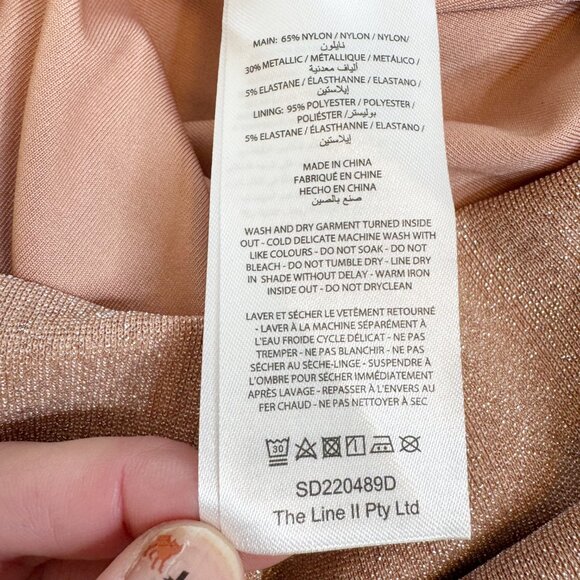 MAIN: 65% NYLON / NYLON / NYLON/
نايلون
30% METALLIC / MÉTALLIQUE / METÁLICO /
ألياف معدنية
5% ELASTANE / ÉLASTHANNE / ELASTANO /
إيلاستين
LINING: 95% POLYESTER / POLYESTER /
POLIÉSTER / بوليستر
5% ELASTANE / ÉLASTHANNE / ELASTANO /
إيلاستين
MADE IN CHINA
FABRIQUÉ EN CHINE
HECHO EN CHINA
صنع بالصين
WASH AND DRY GARMENT TURNED INSIDE
OUT - COLD DELICATE MACHINE WASH WITH
LIKE COLOURS - DO NOT SOAK - DO NOT
BLEACH - DO NOT TUMBLE DRY - LINE DRY
IN SHADE WITHOUT DELAY - WARM IRON
INSIDE OUT - DO NOT DRYCLEAN
LAVER ET SÉCHER LE VETÊMENT RETOURNÉ
- LAVER À LA MACHINE SÉPARÉMENT À
L'EAU FROIDE CYCLE DÉLICAT - NE PAS
TREMPER - NE PAS BLANCHIR - NE PAS
SÉCHER AU SÈCHE-LINGE - SUSPENDRE À
L'OMBRE POUR SÉCHER IMMÉDIATEMENT
APRÈS LAVAGE - REPASSER À L'ENVERS AU
FER CHAUD - NE PAS NETTOYER À SEC
30
SD220489D
The Line II Pty Ltd